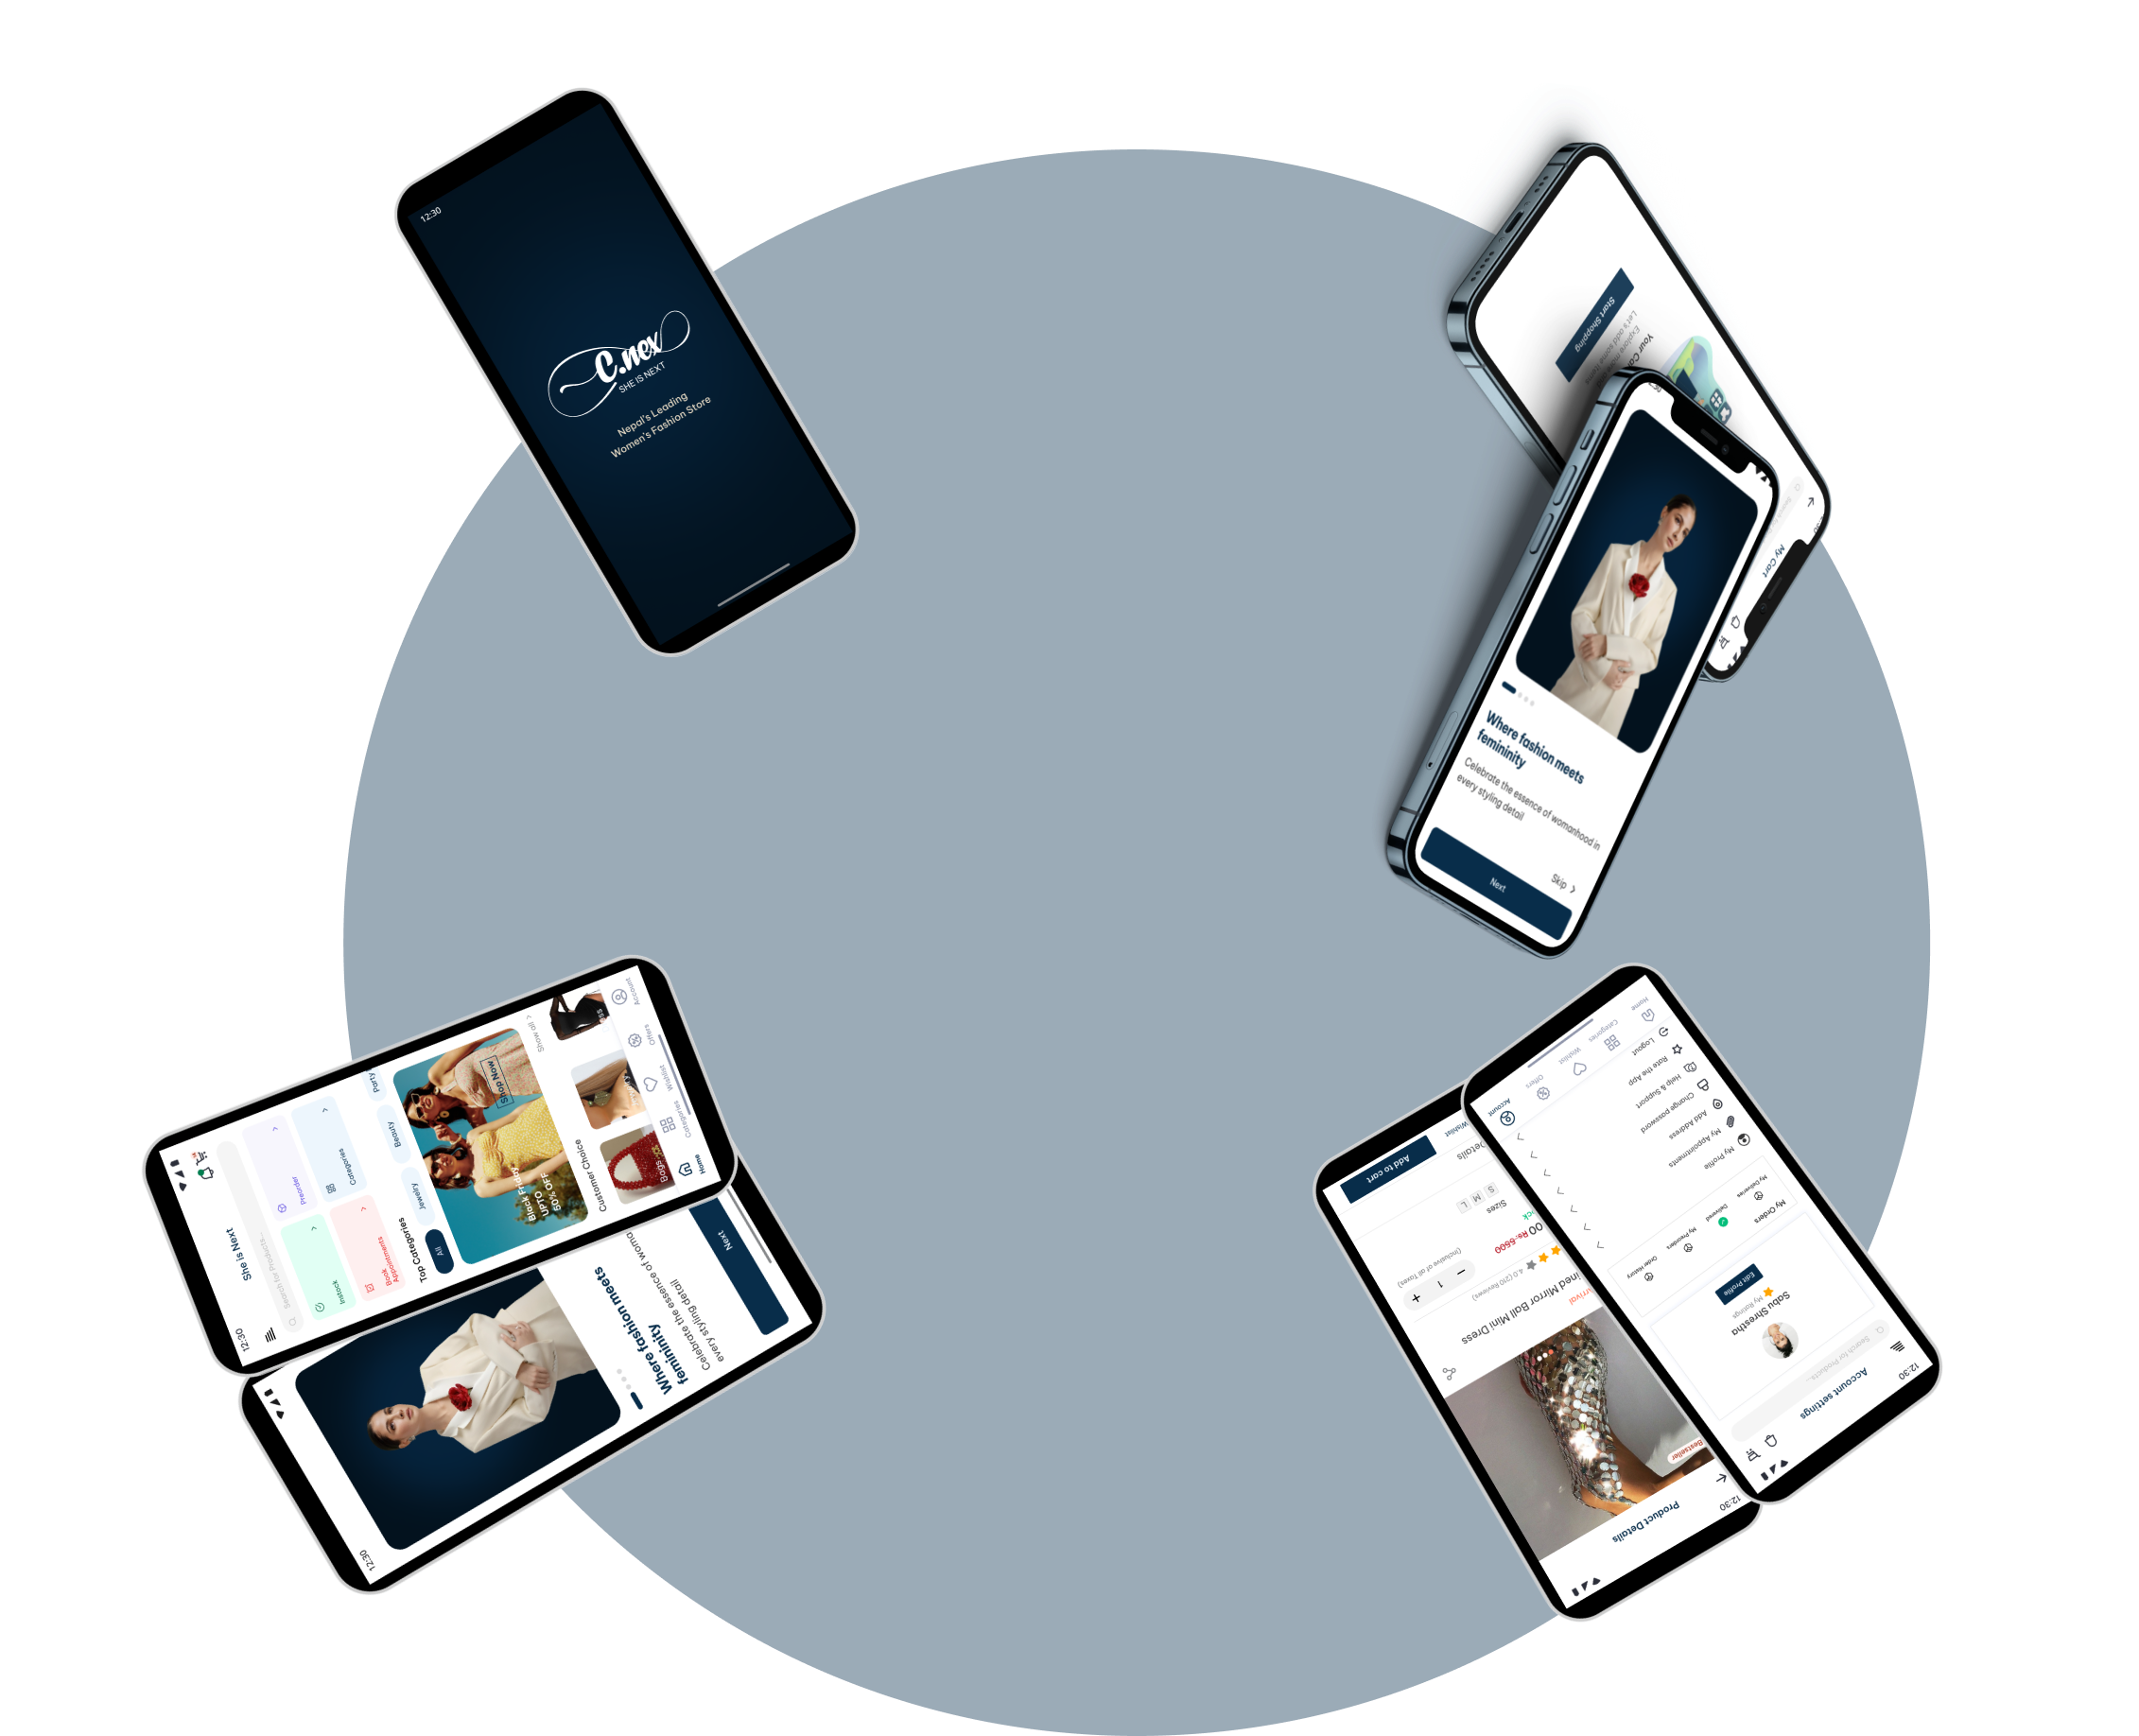 12:30
C.nex
SHE IS NEXT
Nepal's Leading
Women's Fashion Store
My Cart
Your
Explore more
Let's add some
Start Shopping
Where fashion meets
femininity
Celebrate the essence of womanhood in
every styling detail
Skip
Next
12:30
She is Next
Search for Products...
Instock
Preorder
Book
Appointments
Categories
Top Categories
All
Jewelry
Beauty
Party
Black Friday
UPTO
50% OFF
Shop Now
Customer Choice
Show all
Bags
Home
Categories
Wishlist
Offers
Account
12:30
Where fashion meets
femininity
Celebrate the essence of
every styling detail
Next
12:30
Product Details
Bestseller
Mirror Ball Mini Dress
4.0 (210 Reviews)
Rs.6600
(Inclusive of all Taxes)
1
Sizes
S M L
Details
Wishlist
Add to cart
12:30
Account settings
Search for Products...
Sabu Shrestha
My Ratings
Edit Profile
My Orders
My Deliveries
Delivered
My Preorders
Order History
My Profile
My Appointments
Add Address
Change password
Help & Support
Rate the App
Logout
Home
Categories
Wishlist
Offers
Account